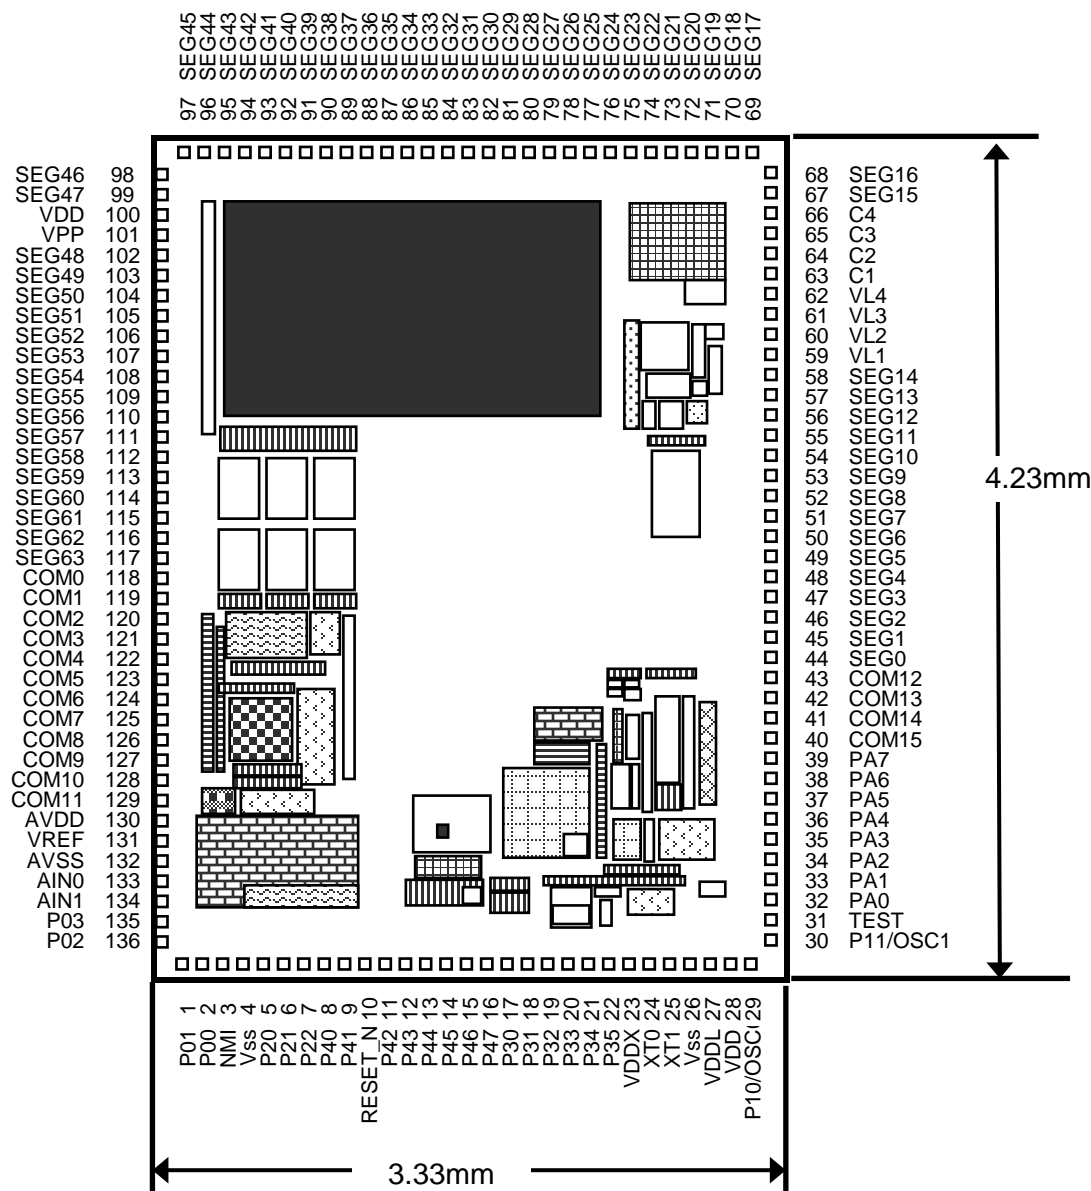 97 SEG45
96 SEG44
95 SEG43
94 SEG42
93 SEG41
92 SEG40
91 SEG39
90 SEG38
89 SEG37
88 SEG36
87 SEG35
86 SEG34
85 SEG33
84 SEG32
83 SEG31
82 SEG30
81 SEG29
80 SEG28
79 SEG27
78 SEG26
77 SEG25
76 SEG24
75 SEG23
74 SEG22
73 SEG21
72 SEG20
71 SEG19
70 SEG18
69 SEG17
SEG46 98
SEG47 99
VDD 100
VPP 101
SEG48 102
SEG49 103
SEG50 104
SEG51 105
SEG52 106
SEG53 107
SEG54 108
SEG55 109
SEG56 110
SEG57 111
SEG58 112
SEG59 113
SEG60 114
SEG61 115
SEG62 116
SEG63 117
COM0 118
COM1 119
COM2 120
COM3 121
COM4 122
COM5 123
COM6 124
COM7 125
COM8 126
COM9 127
COM10 128
COM11 129
AVDD 130
VREF 131
AVSS 132
AIN0 133
AIN1 134
P03 135
P02 136
68 SEG16
67 SEG15
66 C4
65 C3
64 C2
63 C1
62 VL4
61 VL3
60 VL2
59 VL1
58 SEG14
57 SEG13
56 SEG12
55 SEG11
54 SEG10
53 SEG9
52 SEG8
51 SEG7
50 SEG6
49 SEG5
48 SEG4
47 SEG3
46 SEG2
45 SEG1
44 SEG0
43 COM12
42 COM13
41 COM14
40 COM15
39 PA7
38 PA6
37 PA5
36 PA4
35 PA3
34 PA2
33 PA1
32 PA0
31 TEST
30 P11/OSC1
4.23mm
P01 1
P00 2
NMI 3
Vss 4
P20 5
P21 6
P22 7
P40 8
P41 9
RESET_N 10
P42 11
P43 12
P44 13
P45 14
P46 15
P47 16
P30 17
P31 18
P32 19
P33 20
P34 21
P35 22
VDDX 23
XT0 24
XT1 25
Vss 26
VDDL 27
VDD 28
P10/OSC 29
3.33mm